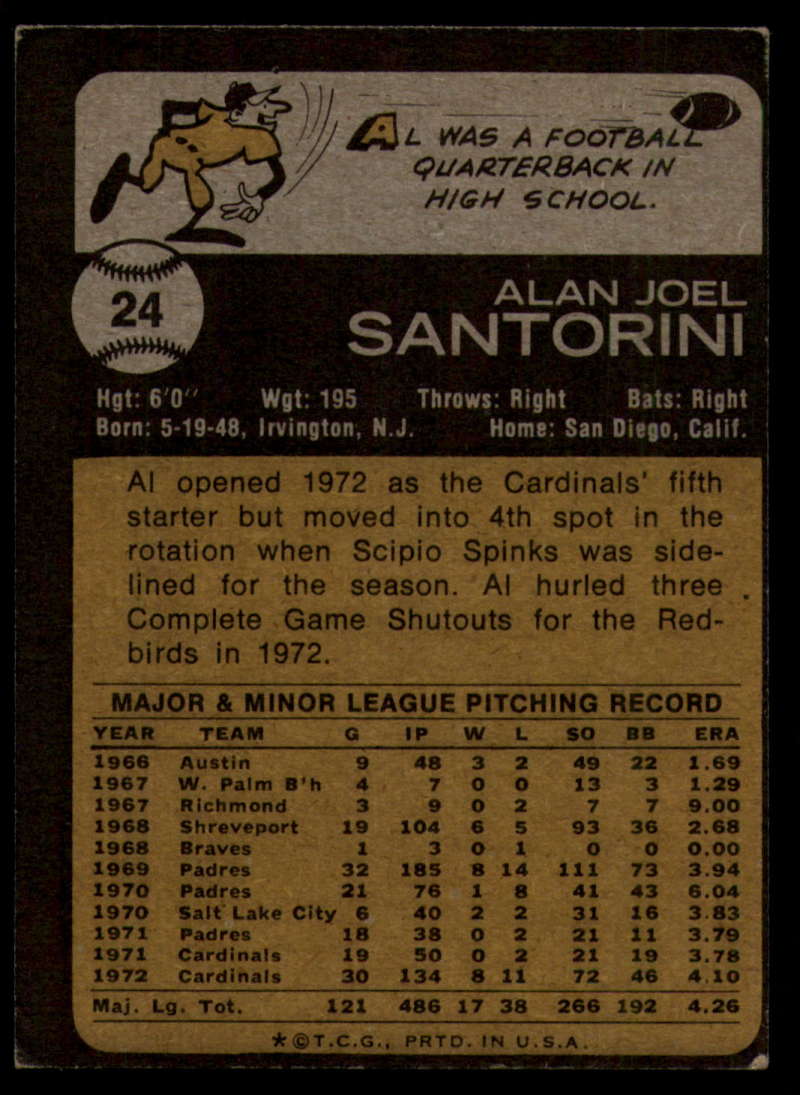 AL WAS A FOOTBALL
QUARTERBACK IN
HIGH SCHOOL.
24
ALAN JOEL
SANTORINI
Hgt: 6'0" Wgt: 195 Throws: Right Bats: Right
Born: 5-19-48, Irvington, N.J. Home: San Diego, Calif.
Al opened 1972 as the Cardinals' fifth
starter but moved into 4th spot in the
rotation when Scipio Spinks was side-
lined for the season. Al hurled three
Complete Game Shutouts for the Red-
birds in 1972.
MAJOR & MINOR LEAGUE PITCHING RECORD
YEAR TEAM G IP W L SO BB ERA
1966 Austin 9 48 3 2 49 22 1.69
1967 W. Palm B'h 4 7 0 0 13 3 1.29
1967 Richmond 3 9 0 2 7 7 9.00
1968 Shreveport 19 104 6 5 93 36 2.68
1968 Braves 1 3 0 1 0 0 0.00
1969 Padres 32 185 8 14 111 73 3.94
1970 Padres 21 76 1 8 41 43 6.04
1970 Salt Lake City 6 40 2 2 31 16 3.83
1971 Padres 18 38 0 2 21 11 3.79
1971 Cardinals 19 50 0 2 21 19 3.78
1972 Cardinals 30 134 8 11 72 46 4.10
Maj. Lg. Tot. 121 486 17 38 266 192 4.26
*©T.C.G., PRTD. IN U.S.A.